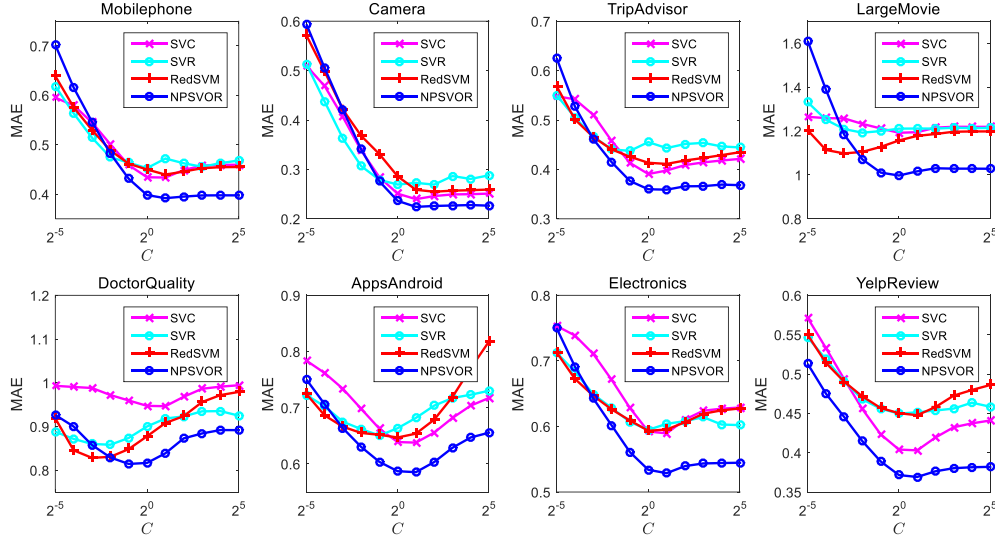 Mobilephone
MAE
0.7
0.6
0.5
0.4
SVC
SVR
RedSVM
NPSVOR
2^-5
2^0
2^5
C
Camera
MAE
0.6
0.5
0.4
0.3
0.2
SVC
SVR
RedSVM
NPSVOR
2^-5
2^0
2^5
C
TripAdvisor
MAE
0.7
0.6
0.5
0.4
0.3
SVC
SVR
RedSVM
NPSVOR
2^-5
2^0
2^5
C
LargeMovie
MAE
1.6
1.4
1.2
1
0.8
SVC
SVR
RedSVM
NPSVOR
2^-5
2^0
2^5
C
DoctorQuality
MAE
1.2
1.1
1
0.9
0.8
SVC
SVR
RedSVM
NPSVOR
2^-5
2^0
2^5
C
AppsAndroid
MAE
0.9
0.8
0.7
0.6
SVC
SVR
RedSVM
NPSVOR
2^-5
2^0
2^5
C
Electronics
MAE
0.8
0.7
0.6
0.5
SVC
SVR
RedSVM
NPSVOR
2^-5
2^0
2^5
C
YelpReview
MAE
0.6
0.55
0.5
0.45
0.4
0.35
SVC
SVR
RedSVM
NPSVOR
2^-5
2^0
2^5
C